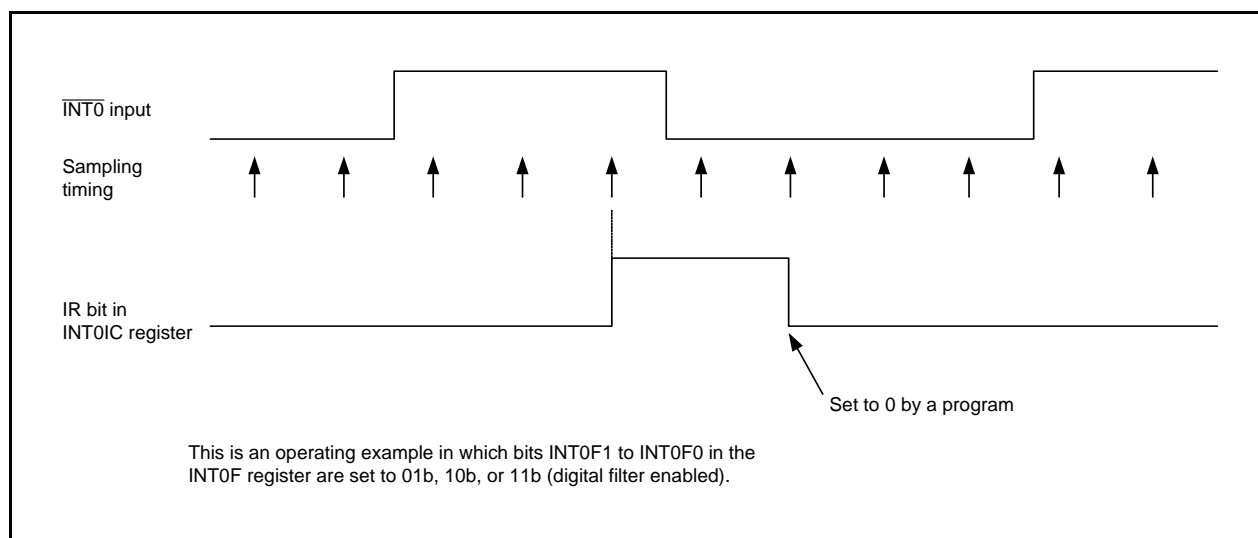 INT0 input
Sampling
timing
IR bit in
INT0IC register
Set to 0 by a program
This is an operating example in which bits INT0F1 to INT0F0 in the
INT0F register are set to 01b, 10b, or 11b (digital filter enabled).